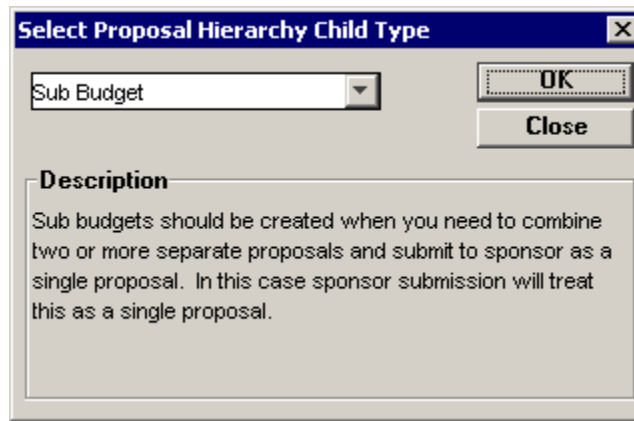 Select Proposal Hierarchy Child Type
Sub Budget
OK
Close
Description
Sub budgets should be created when you need to combine
two or more separate proposals and submit to sponsor as a
single proposal.  In this case sponsor submission will treat
this as a single proposal.